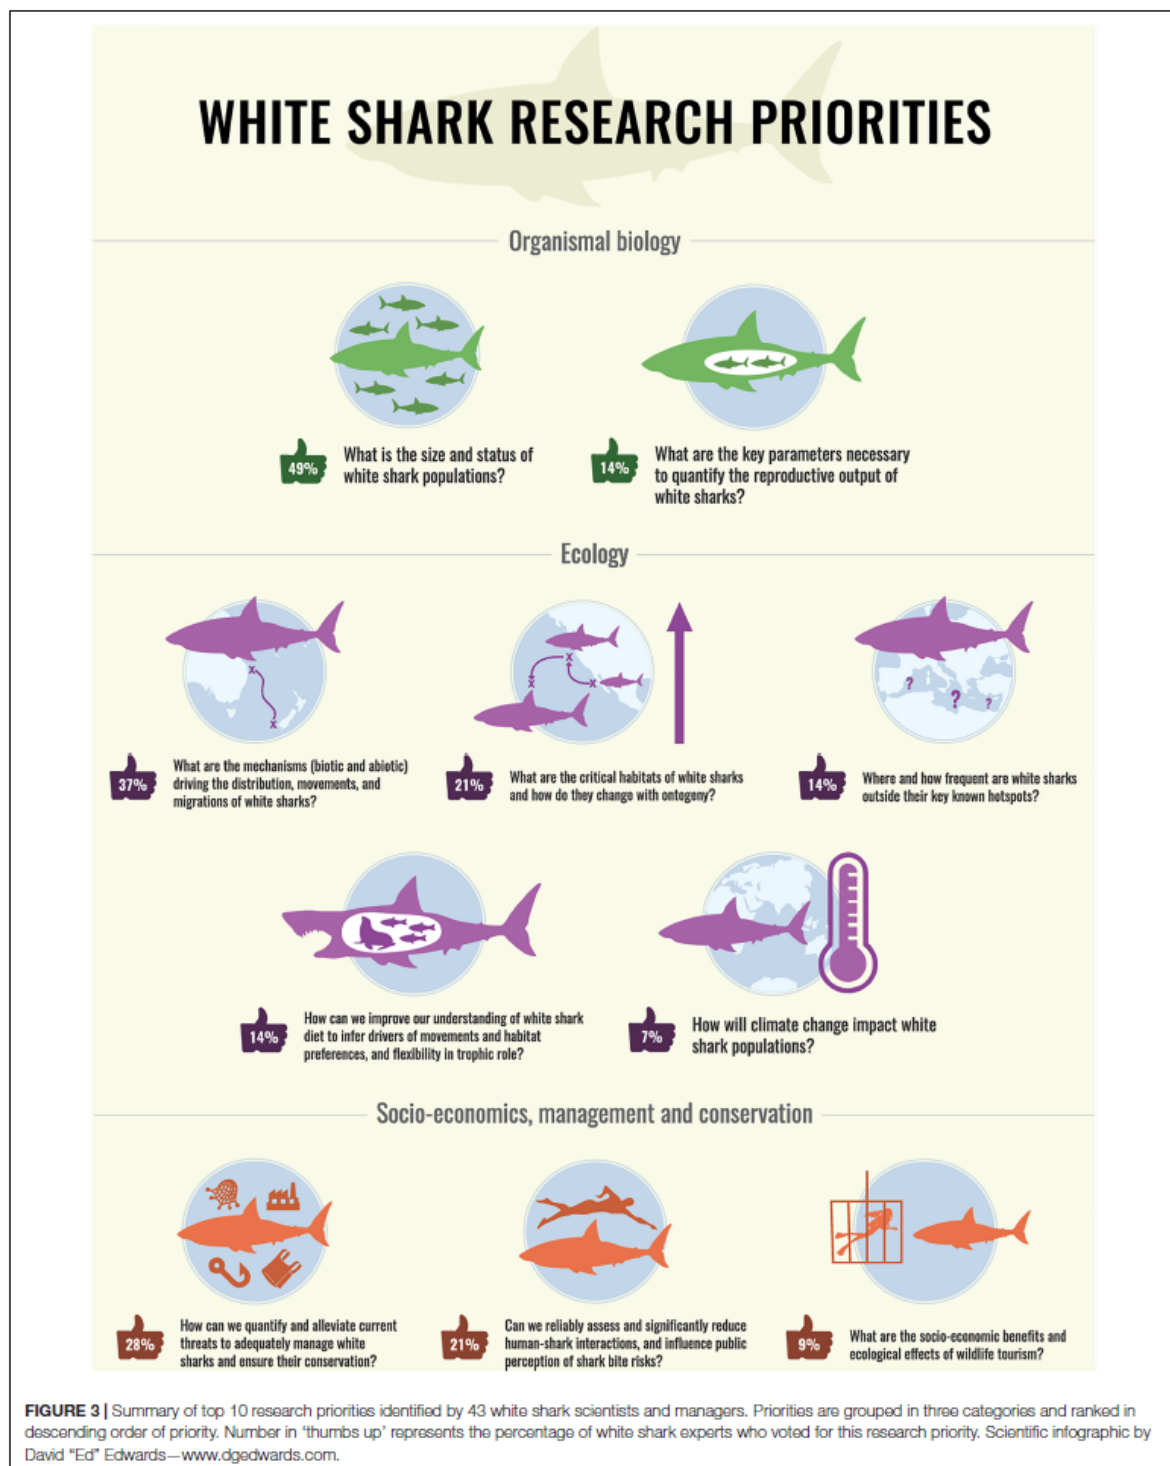 WHITE SHARK RESEARCH PRIORITIES
Organismal biology
49%
What is the size and status of
white shark populations?
14%
What are the key parameters necessary
to quantify the reproductive output of
white sharks?
Ecology
37%
What are the mechanisms (biotic and abiotic)
driving the distribution, movements, and
migrations of white sharks?
x
x
21%
What are the critical habitats of white sharks
and how do they change with ontogeny?
x
x
x
14%
Where and how frequent are white sharks
outside their key known hotspots?
? ? ?
14%
How can we improve our understanding of white shark
diet to infer drivers of movements and habitat
preferences, and flexibility in trophic role?
7%
How will climate change impact white
shark populations?
Socio-economics, management and conservation
28%
How can we quantify and alleviate current
threats to adequately manage white
sharks and ensure their conservation?
21%
Can we reliably assess and significantly reduce
human-shark interactions, and influence public
perception of shark bite risks?
9%
What are the socio-economic benefits and
ecological effects of wildlife tourism?
FIGURE 3 | Summary of top 10 research priorities identified by 43 white shark scientists and managers. Priorities are grouped in three categories and ranked in
descending order of priority. Number in 'thumbs up' represents the percentage of white shark experts who voted for this research priority. Scientific infographic by
David "Ed" Edwards—www.dgedwards.com.